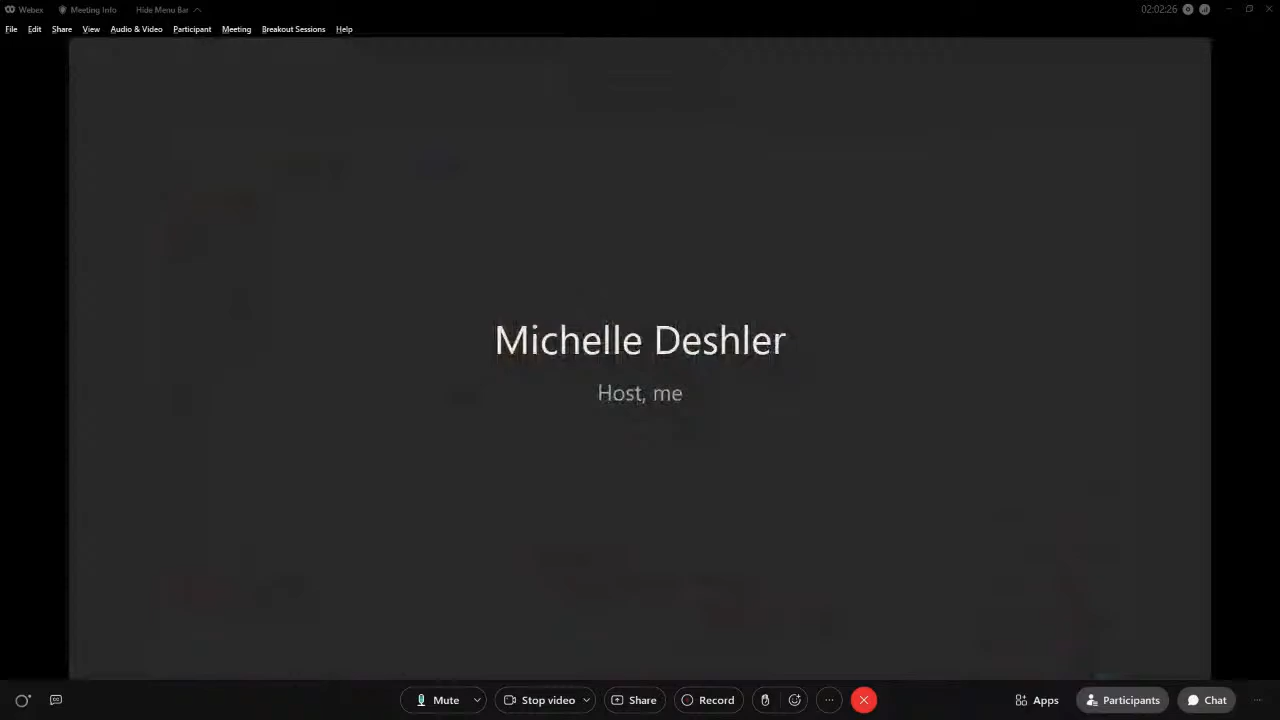 Webex Meeting Info Hide Menu Bar 02:02:26
File Edit Share View Audio & Video Participant Meeting Breakout Sessions Help
Michelle Deshler
Host, me
Mute Stop video Share Record Apps Participants Chat